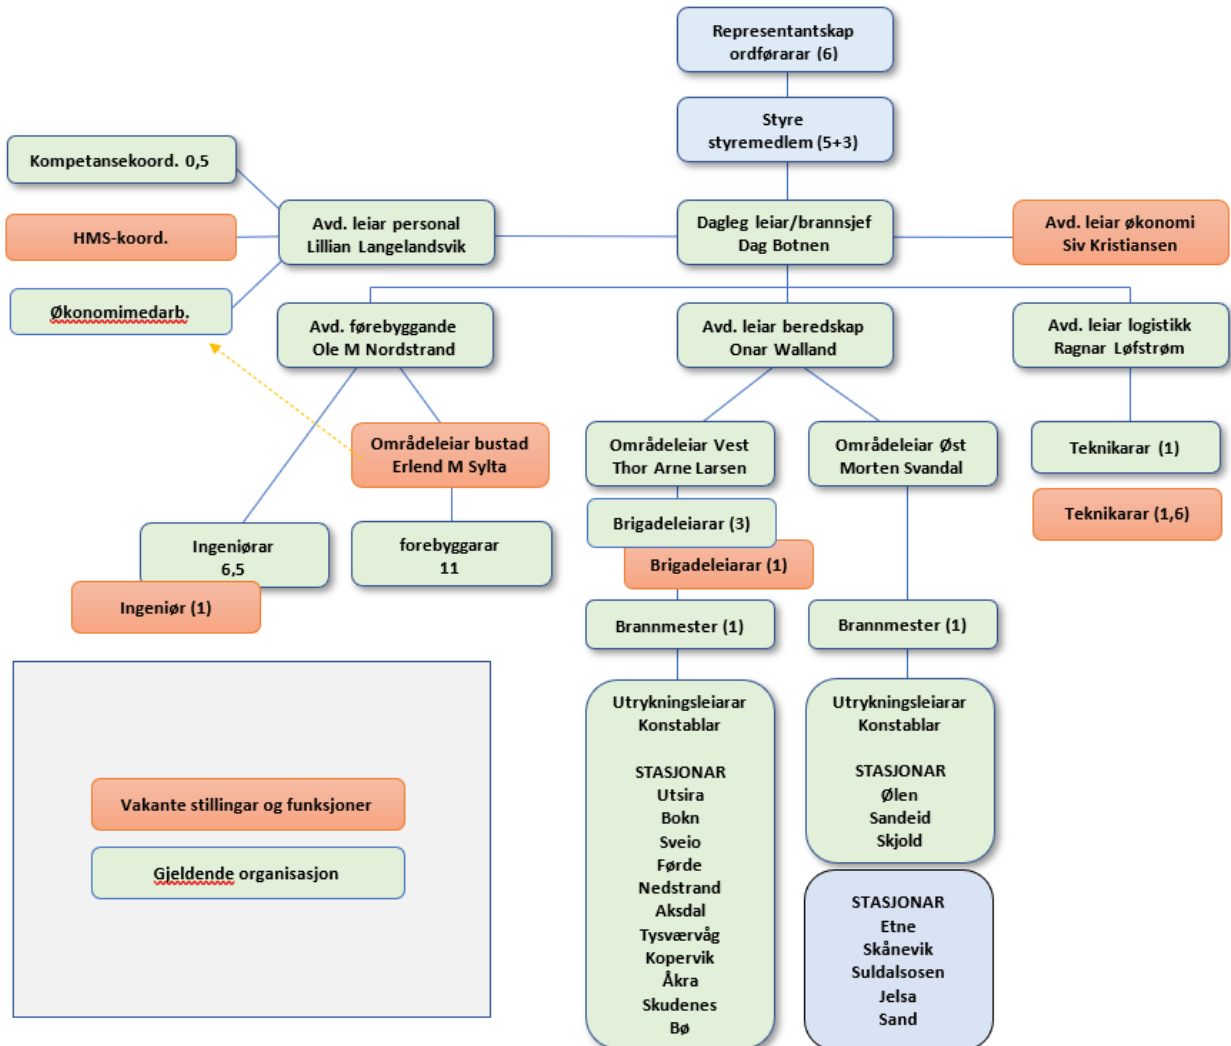 Representantskap
ordførarar (6)
Styre
styremedlem (5+3)
Kompetansekoord. 0,5
HMS-koord.
Økonomimedarb.
Avd. leiar personal
Lillian Langelandsvik
Dagleg leiar/brannsjef
Dag Botnen
Avd. leiar økonomi
Siv Kristiansen
Avd. førebyggande
Ole M Nordstrand
Avd. leiar beredskap
Onar Walland
Avd. leiar logistikk
Ragnar Løfstrøm
Områdeleiar bustad
Erlend M Sylta
Områdeleiar Vest
Thor Arne Larsen
Områdeleiar Øst
Morten Svandal
Teknikarar (1)
Teknikarar (1,6)
Ingeniørar
6,5
Ingeniør (1)
forebyggarar
11
Brigadeleiarar (3)
Brigadeleiarar (1)
Brannmester (1)
Brannmester (1)
Utrykningsleiarar
Konstablar
STASJONAR
Utsira
Bokn
Sveio
Førde
Nedstrand
Aksdal
Tysværvåg
Kopervik
Åkra
Skudenes
Bø
Utrykningsleiarar
Konstablar
STASJONAR
Ølen
Sandeid
Skjold
STASJONAR
Etne
Skånevik
Suldalsosen
Jelsa
Sand
Vakante stillingar og funksjoner
Gjeldende organisasjon